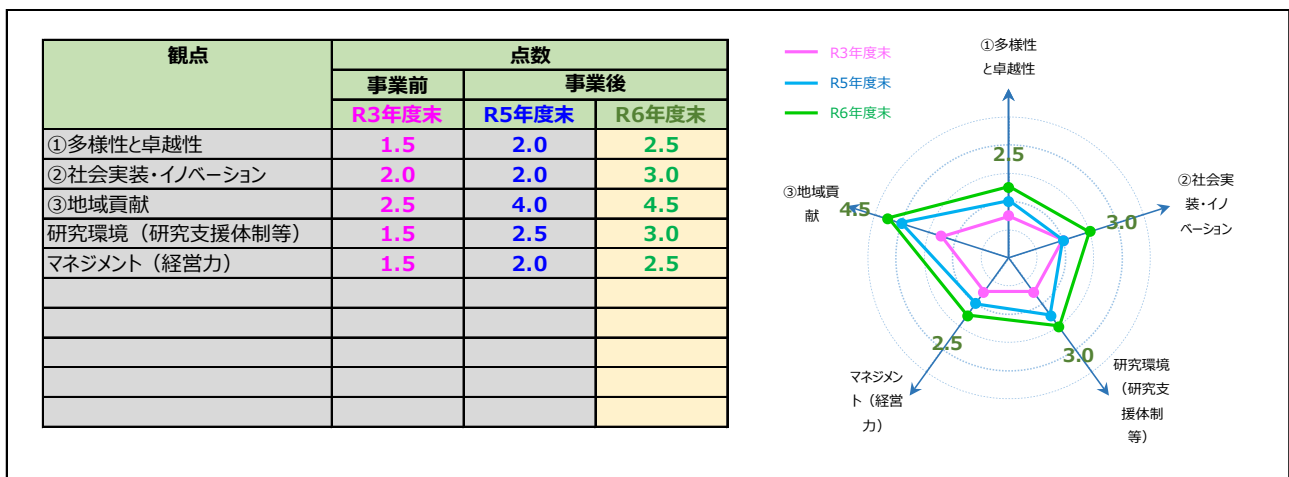 観点
点数
事業前
事業後
R3年度末
R5年度末
R6年度末
①多様性と卓越性
1.5
2.0
2.5
②社会実装・イノベーション
2.0
2.0
3.0
③地域貢献
2.5
4.0
4.5
研究環境（研究支援体制等）
1.5
2.5
3.0
マネジメント（経営力）
1.5
2.0
2.5
R3年度末
R5年度末
R6年度末
①多様性
と卓越性
2.5
②社会実
装・イノ
ベーション
3.0
研究環境
（研究支
援体制
等）
3.0
マネジメン
ト（経営
力）
2.5
③地域貢
献
4.5